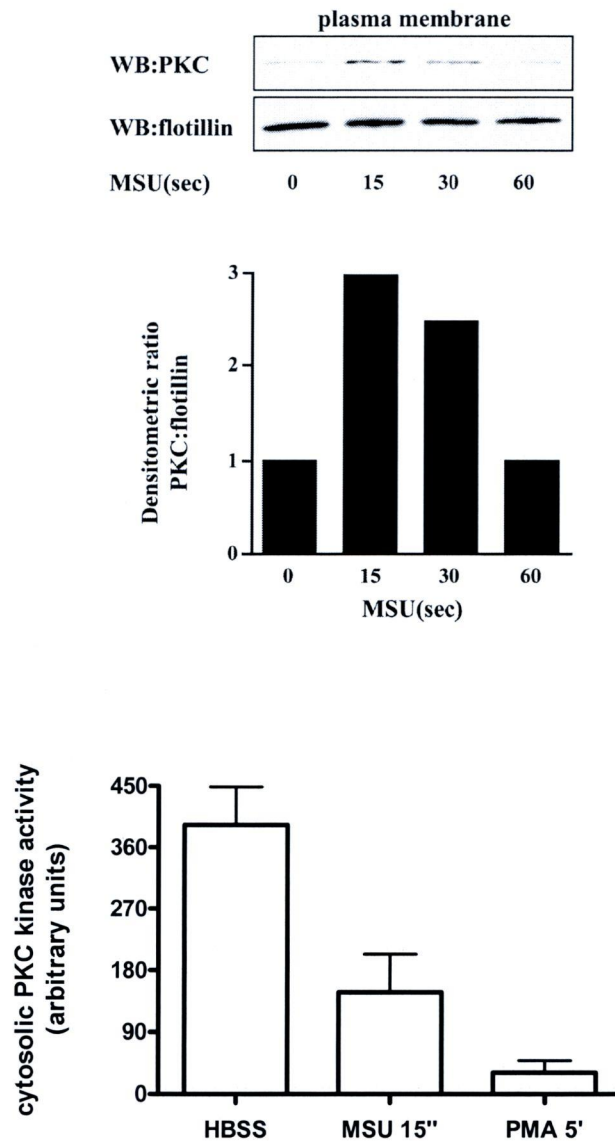 plasma membrane
WB:PKC
WB:flotillin
MSU(sec) 0 15 30 60
Densitometric ratio
PKC:flotillin
3
2
1
0
0 15 30 60
MSU(sec)
cytosolic PKC kinase activity
(arbitrary units)
450
360
270
180
90
0
HBSS MSU 15" PMA 5'